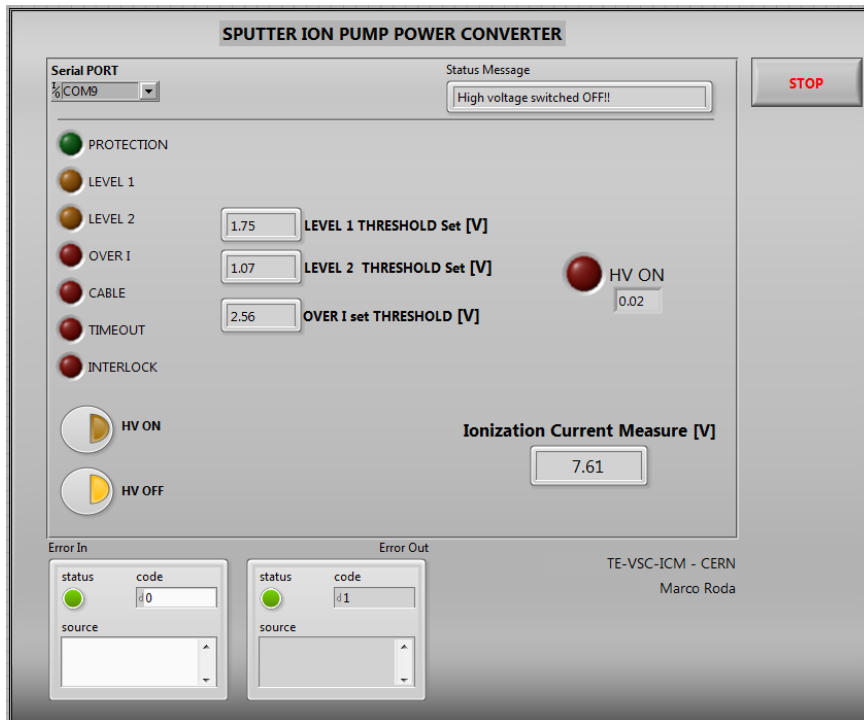 SPUTTER ION PUMP POWER CONVERTER
Serial PORT
I/O COM9
Status Message
High voltage switched OFF!!
STOP
PROTECTION
LEVEL 1
LEVEL 2
OVER I
CABLE
TIMEOUT
INTERLOCK
1.75 LEVEL 1 THRESHOLD Set [V]
1.07 LEVEL 2 THRESHOLD Set [V]
2.56 OVER I set THRESHOLD [V]
HV ON
0.02
HV ON
HV OFF
Ionization Current Measure [V]
7.61
Error In
status code
d 0
source
Error Out
status code
d 1
source
TE-VSC-ICM - CERN
Marco Roda